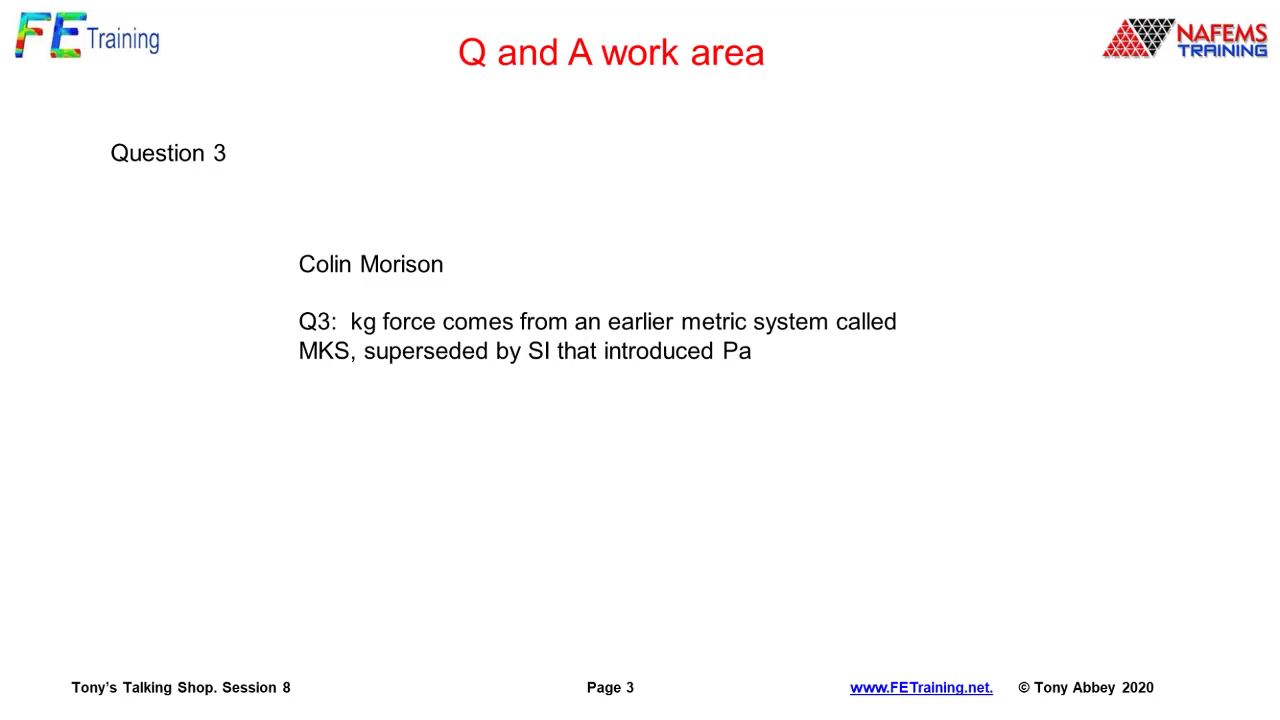 FE Training
NAFEMS
TRAINING
Q and A work area
Question 3
Colin Morison
Q3:  kg force comes from an earlier metric system called
MKS, superseded by SI that introduced Pa
Tony’s Talking Shop. Session 8
Page 3
www.FETraining.net.
© Tony Abbey 2020